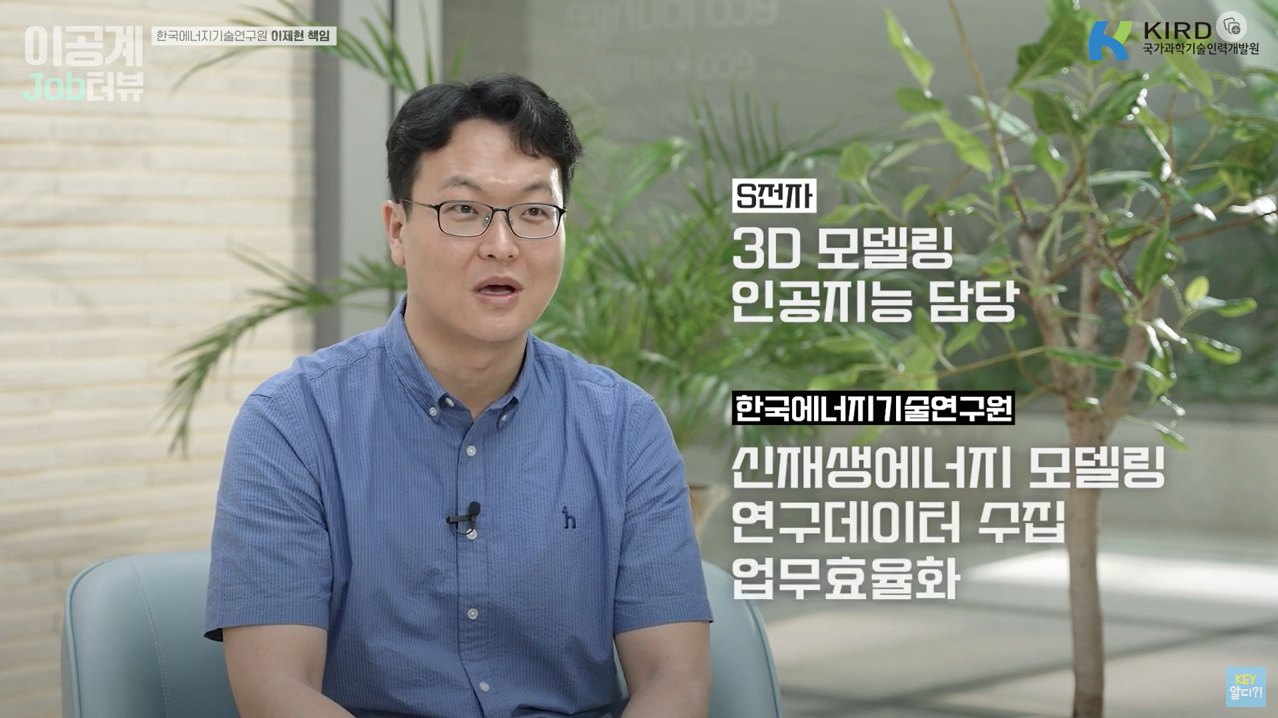 이공계
Job터뷰
한국에너지기술연구원 이제현 책임
KIRD
국가과학기술인력개발원
S전자
3D 모델링
인공지능 담당
한국에너지기술연구원
신재생에너지 모델링
연구데이터 수집
업무효율화
KEY
알디?!